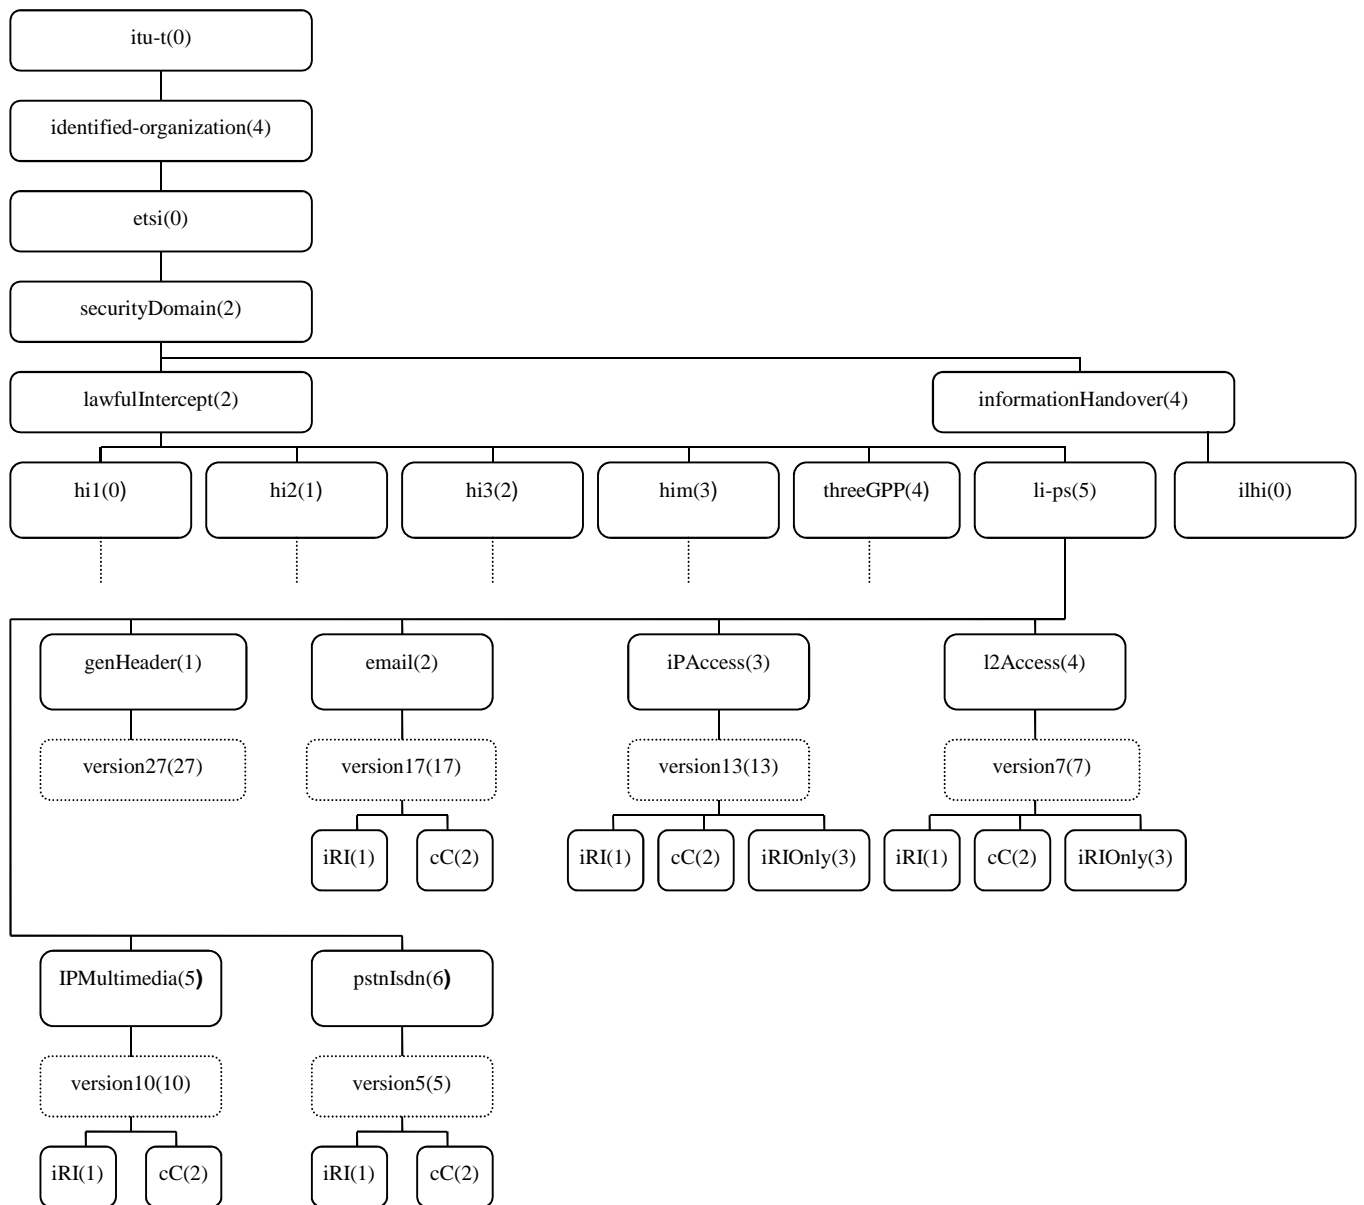 itu-t(0)
identified-organization(4)
etsi(0)
securityDomain(2)
lawfulIntercept(2)
informationHandover(4)
hi1(0)
hi2(1)
hi3(2)
him(3)
threeGPP(4)
li-ps(5)
ilhi(0)
genHeader(1)
email(2)
iPAccess(3)
l2Access(4)
version27(27)
version17(17)
version13(13)
version7(7)
iRI(1)
cC(2)
iRI(1)
cC(2)
iRIOnly(3)
iRI(1)
cC(2)
iRIOnly(3)
IPMultimedia(5)
pstnIsdn(6)
version10(10)
version5(5)
iRI(1)
cC(2)
iRI(1)
cC(2)